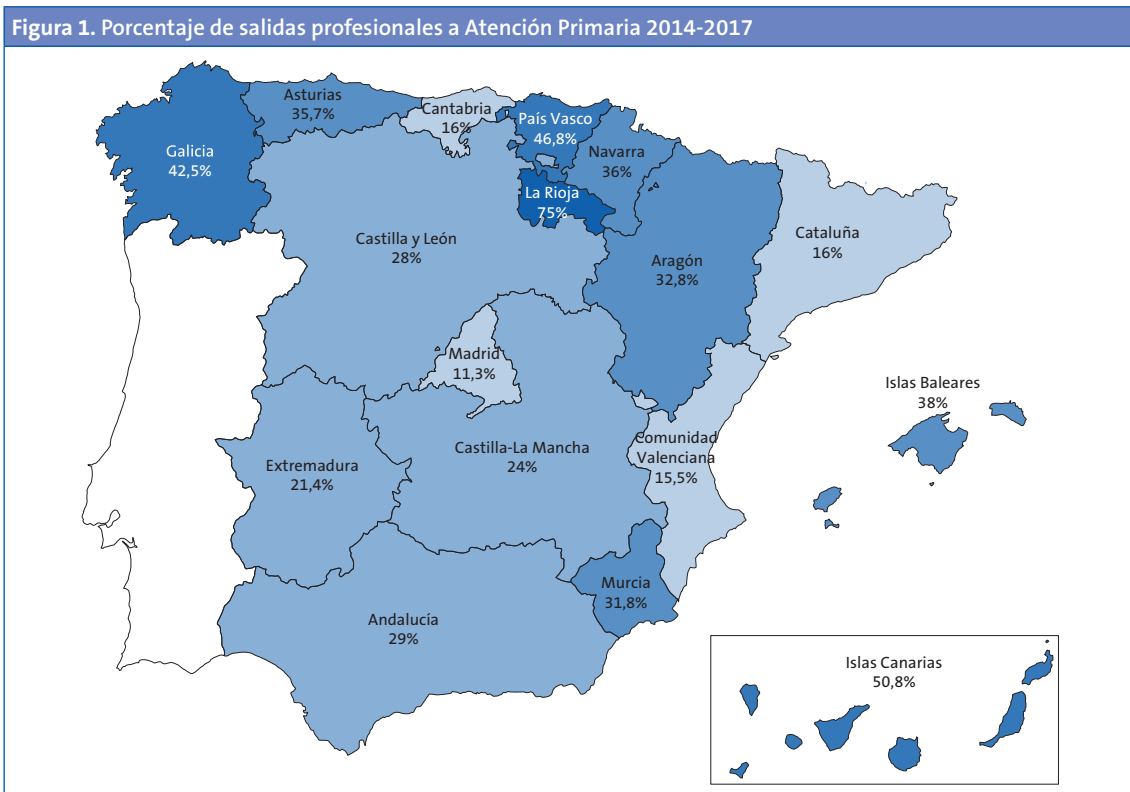 Figura 1. Porcentaje de salidas profesionales a Atención Primaria 2014-2017
Asturias
35,7%
Cantabria
16%
País Vasco
46,8%
Galicia
42,5%
Navarra
36%
La Rioja
75%
Castilla y León
28%
Aragón
32,8%
Cataluña
16%
Madrid
11,3%
Islas Baleares
38%
Castilla-La Mancha
24%
Comunidad
Valenciana
15,5%
Extremadura
21,4%
Murcia
31,8%
Andalucía
29%
Islas Canarias
50,8%